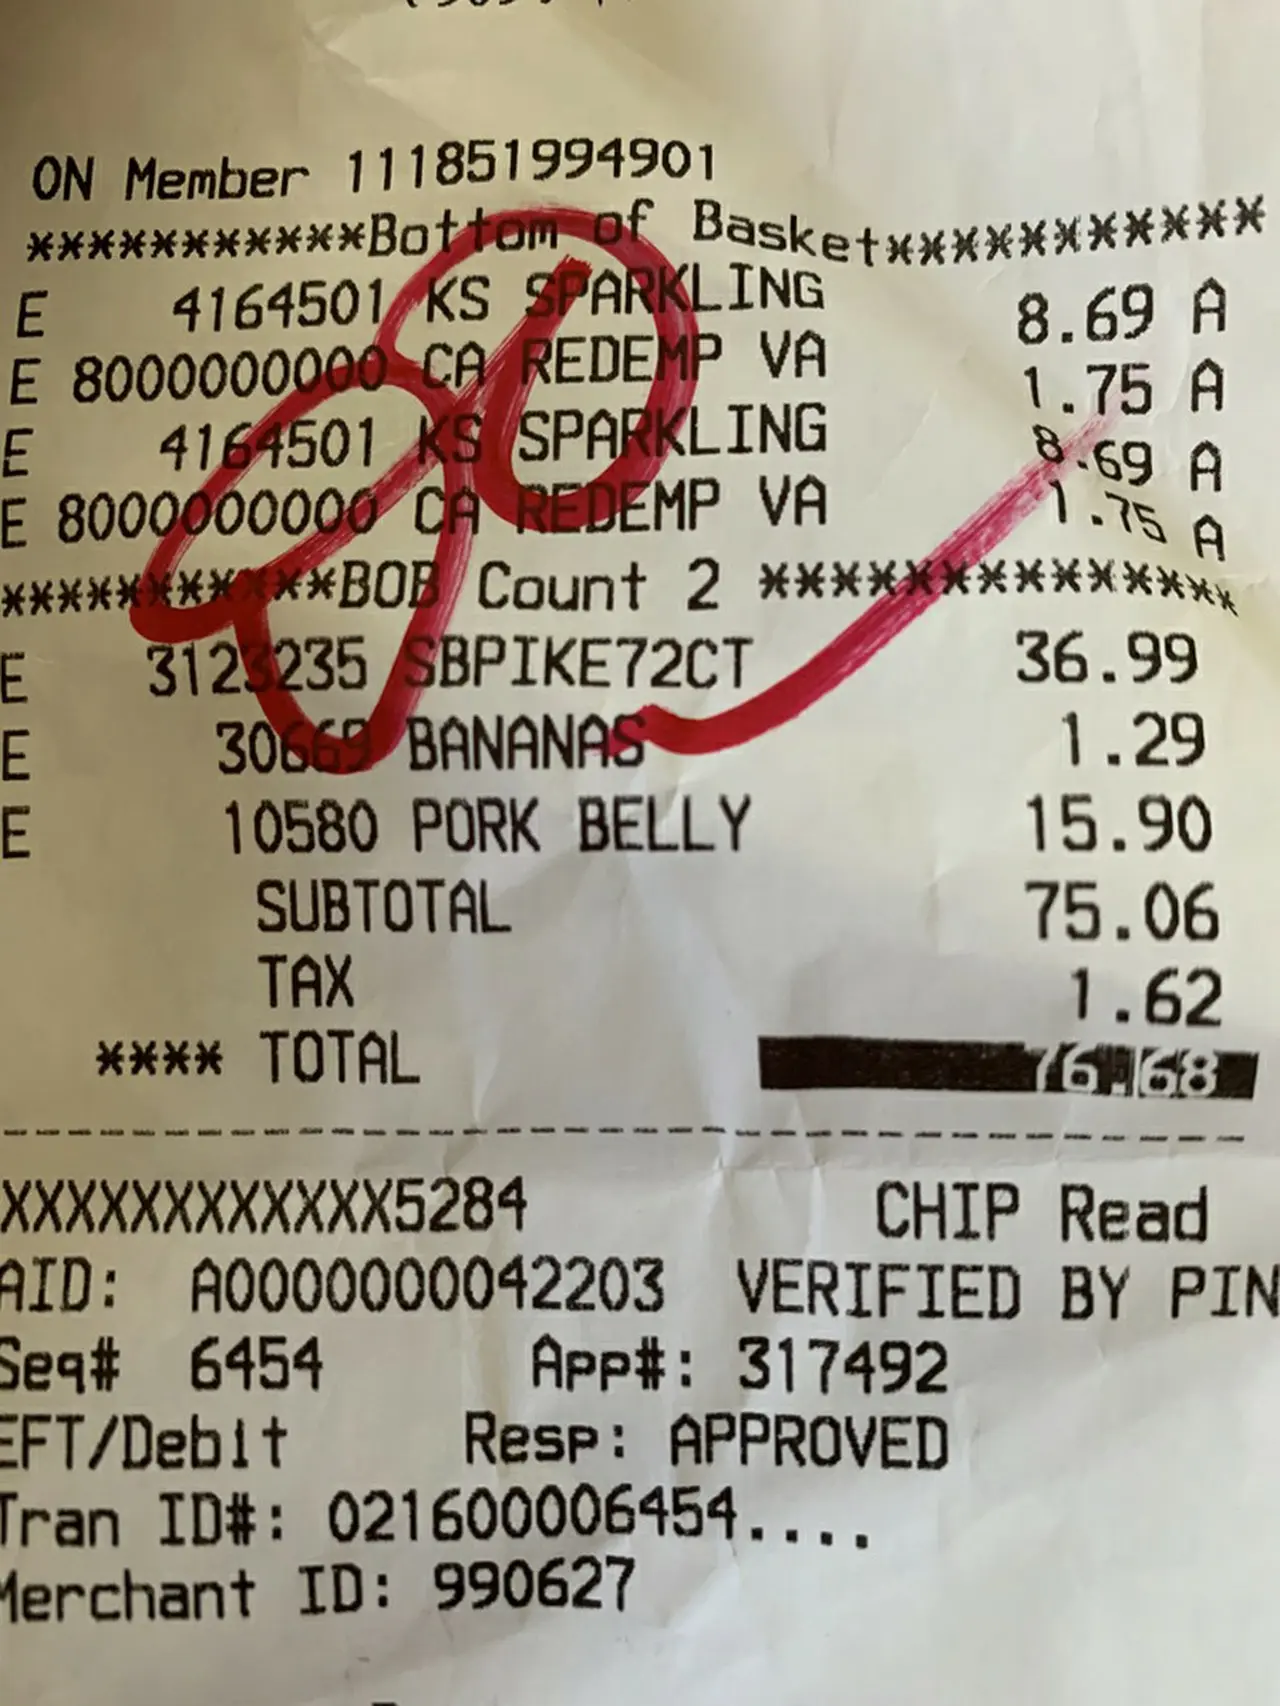 ON Member 111851994901
***********Bottom of Basket************
E 4164501 KS SPARKLING 8.69 A
E 8000000000 CA REDEMP VA 1.75 A
E 4164501 KS SPARKLING 8.69 A
E 8000000000 CA REDEMP VA 1.75 A
************BOB Count 2 ****************
E 3123235 SBPIKE72CT 36.99
E 30669 BANANAS 1.29
E 10580 PORK BELLY 15.90
SUBTOTAL 75.06
TAX 1.62
**** TOTAL 76.68
XXXXXXXXXXXX5284 CHIP Read
AID: A0000000042203 VERIFIED BY PIN
Seq# 6454 App#: 317492
EFT/Debit Resp: APPROVED
Tran ID#: 021600006454....
Merchant ID: 990627